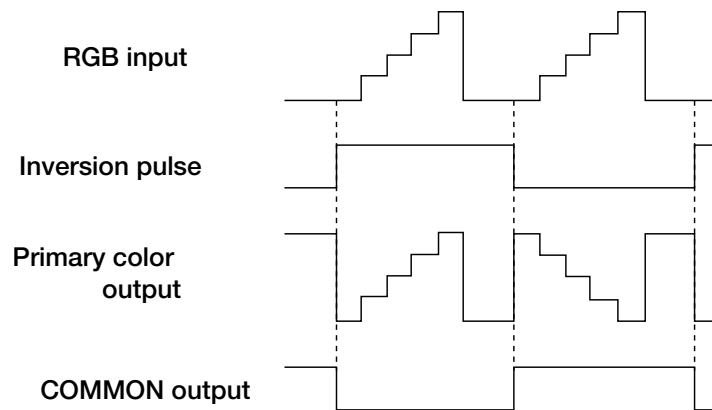 RGB input
Inversion pulse
Primary color
output
COMMON output